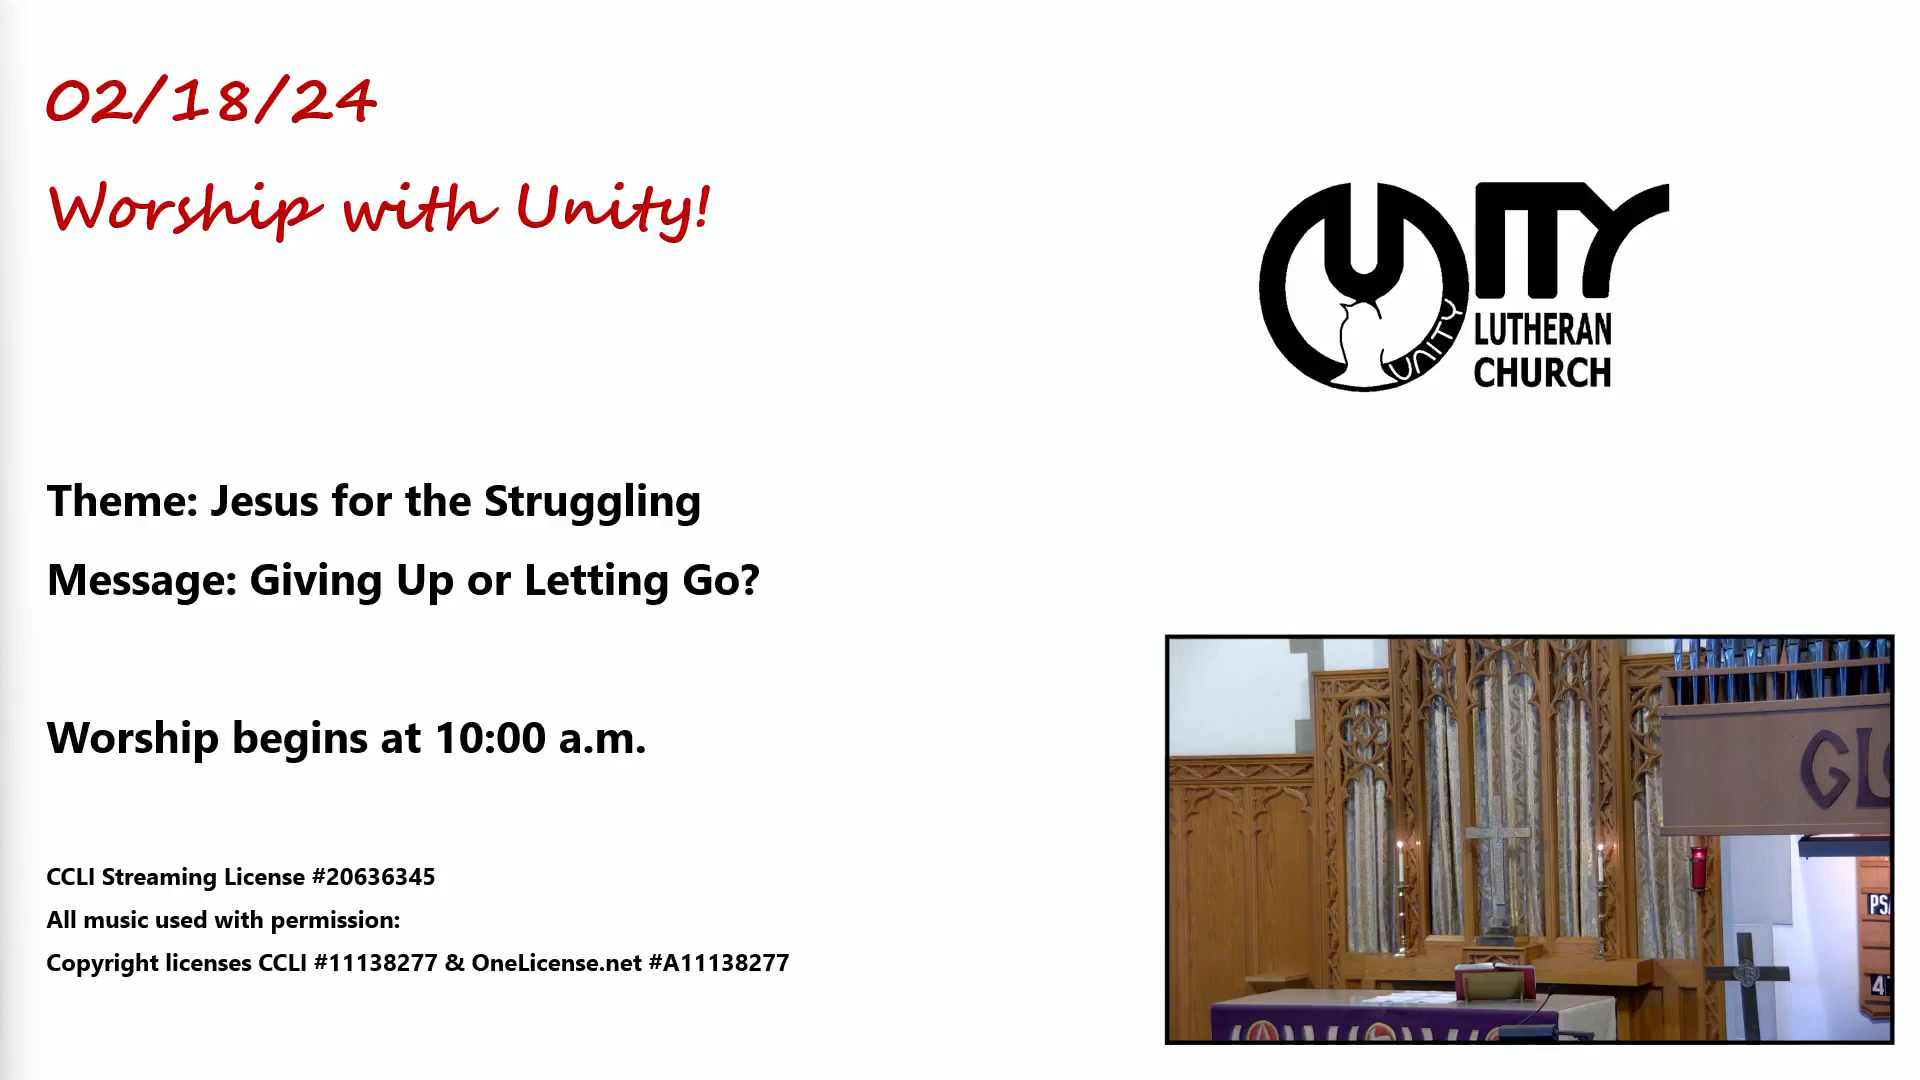 02/18/24
Worship with Unity!
UNITY
UNITY
LUTHERAN
CHURCH
Theme: Jesus for the Struggling
Message: Giving Up or Letting Go?
Worship begins at 10:00 a.m.
CCLI Streaming License #20636345
All music used with permission:
Copyright licenses CCLI #11138277 & OneLicense.net #A11138277